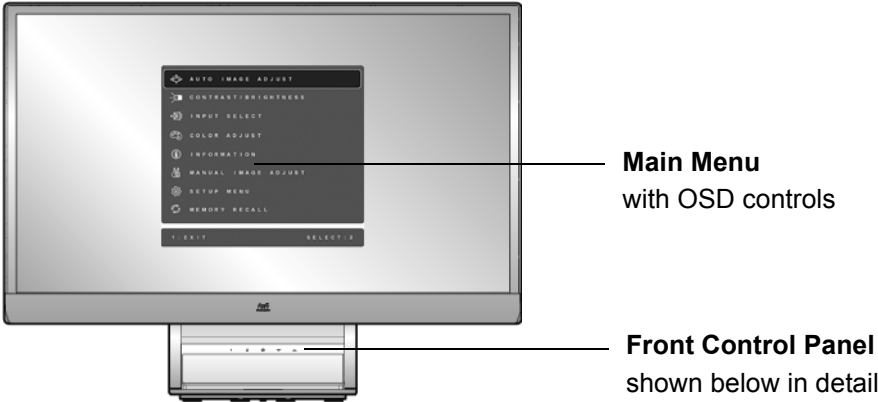 AUTO IMAGE ADJUST
CONTRAST/BRIGHTNESS
INPUT SELECT
COLOR ADJUST
INFORMATION
MANUAL IMAGE ADJUST
SETUP MENU
MEMORY RECALL
1:EXIT SELECT:2
Main Menu
with OSD controls
Front Control Panel
shown below in detail